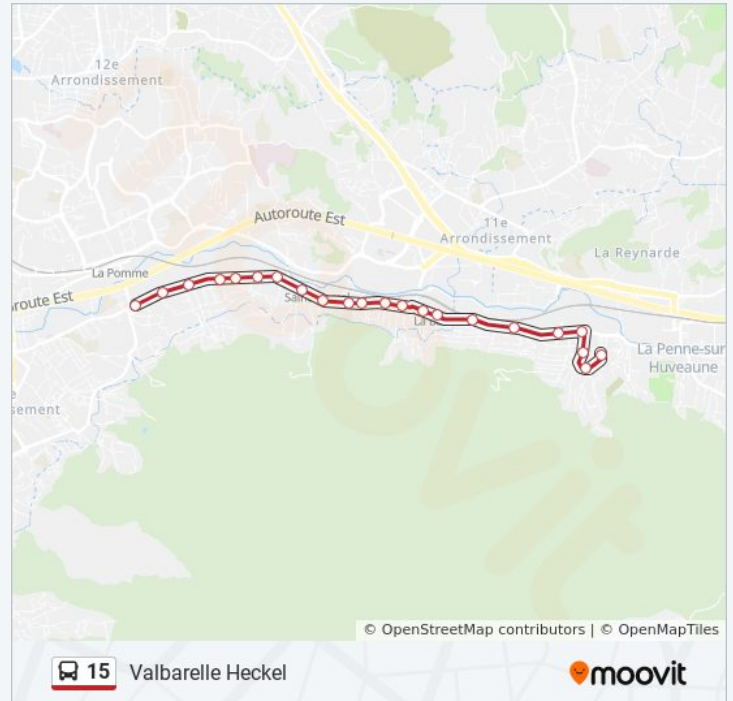 12e
Arrondissement
Autoroute Est
11e
Arrondissement
La Reynarde
La Pomme
route Est
La Penne-sur-
Huveaune
sement
© OpenStreetMap contributors | © OpenMapTiles
15 Valbarelle Heckel
moovit